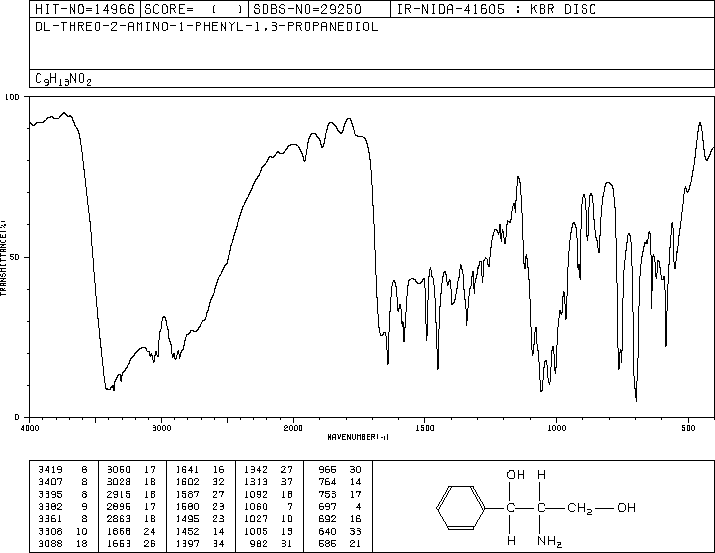 HIT-NO=14966 SCORE= ( ) SDBS-NO=29250 IR-NIDA-41605 : KBR DISC
DL-THREO-2-AMINO-1-PHENYL-1,3-PROPANEDIOL
C9H13NO2
100
50
0
TRANSMITTANCE(%)
4000 3000 2000 1500 1000 500
WAVENUMBER(-1)
3419 8 3060 17 1641 16 1342 27 966 30
3407 8 3028 18 1602 32 1313 37 764 14
3395 8 2915 18 1587 27 1092 18 753 17
3382 9 2896 17 1580 23 1060 7 697 4
3361 8 2863 18 1495 23 1027 10 692 16
3308 10 1668 24 1452 14 1005 13 640 33
3088 18 1653 26 1397 34 982 31 586 21
OH H
CH2 OH
H NH2